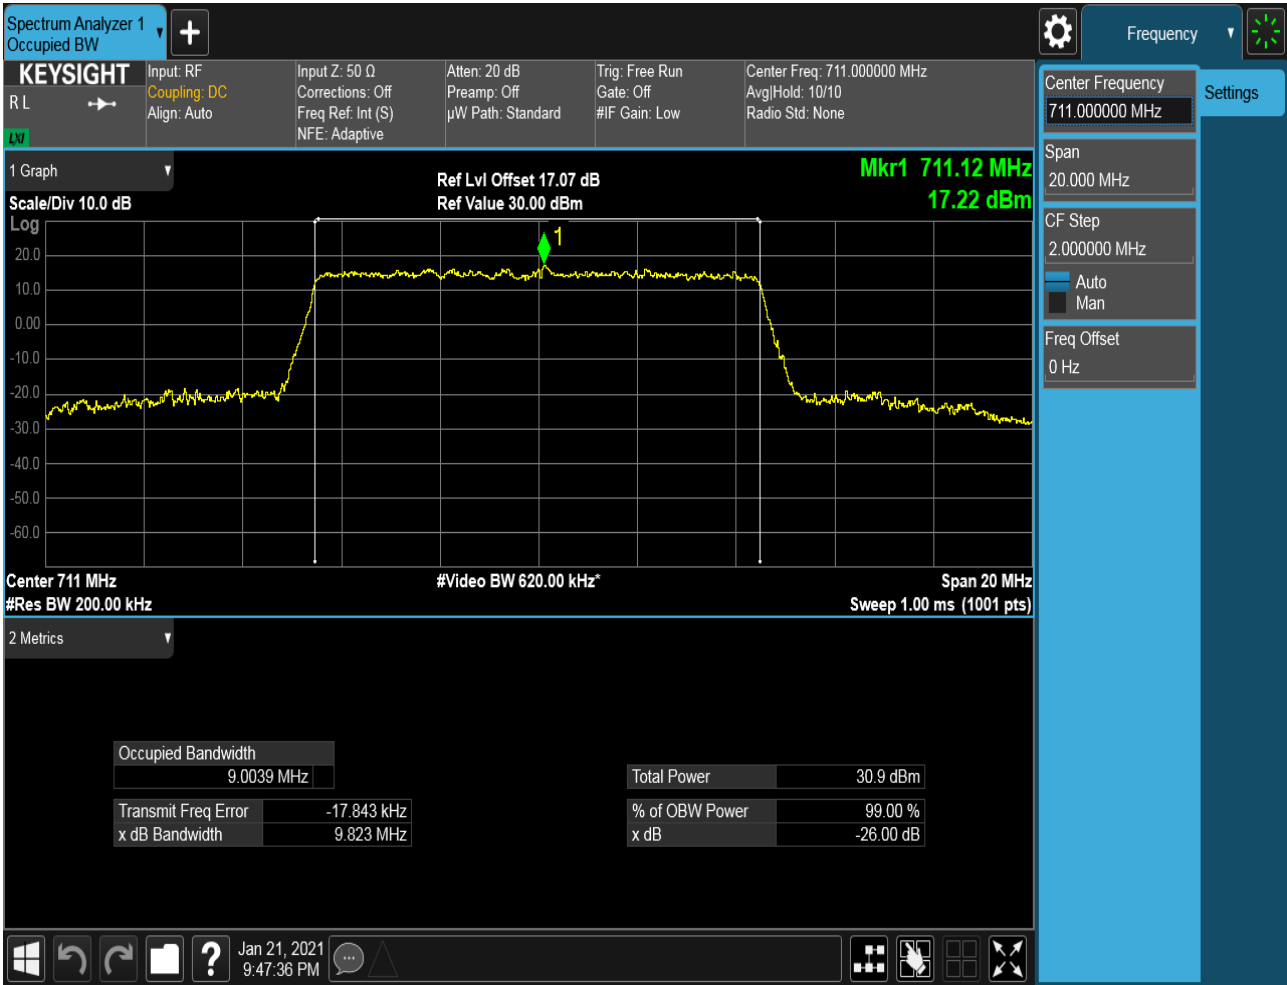 Spectrum Analyzer 1
Occupied BW
Frequency
KEYSIGHT
R L
LXI
Input: RF
Coupling: DC
Align: Auto
Input Z: 50 Ω
Corrections: Off
Freq Ref: Int (S)
NFE: Adaptive
Atten: 20 dB
Preamp: Off
µW Path: Standard
Trig: Free Run
Gate: Off
#IF Gain: Low
Center Freq: 711.000000 MHz
Avg|Hold: 10/10
Radio Std: None
Center Frequency
711.000000 MHz
Settings
Span
20.000 MHz
CF Step
2.000000 MHz
Auto
Man
Freq Offset
0 Hz
1 Graph
Scale/Div 10.0 dB
Ref Lvl Offset 17.07 dB
Ref Value 30.00 dBm
Mkr1 711.12 MHz
17.22 dBm
Log
1
20.0
10.0
0.00
-10.0
-20.0
-30.0
-40.0
-50.0
-60.0
Center 711 MHz
#Res BW 200.00 kHz
#Video BW 620.00 kHz*
Span 20 MHz
Sweep 1.00 ms (1001 pts)
2 Metrics
Occupied Bandwidth
9.0039 MHz
Transmit Freq Error -17.843 kHz
x dB Bandwidth 9.823 MHz
Total Power 30.9 dBm
% of OBW Power 99.00 %
x dB -26.00 dB
?
Jan 21, 2021
9:47:36 PM